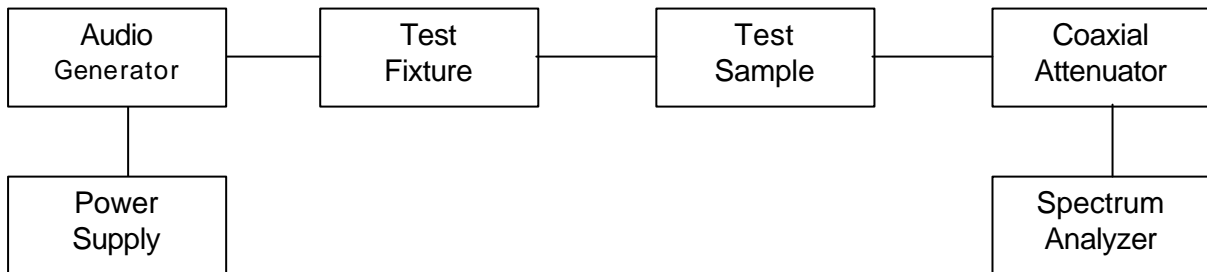 Audio
Generator
Test
Fixture
Test
Sample
Coaxial
Attenuator
Power
Supply
Spectrum
Analyzer